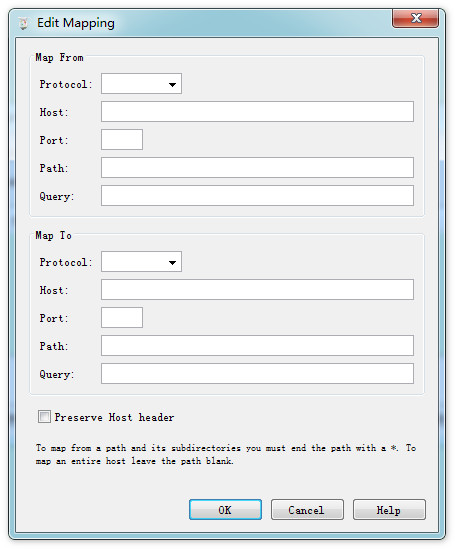 Edit Mapping
Map From
Protocol:
Host:
Port:
Path:
Query:
Map To
Protocol:
Host:
Port:
Path:
Query:
Preserve Host header
To map from a path and its subdirectories you must end the path with a *. To
map an entire host leave the path blank.
OK Cancel Help